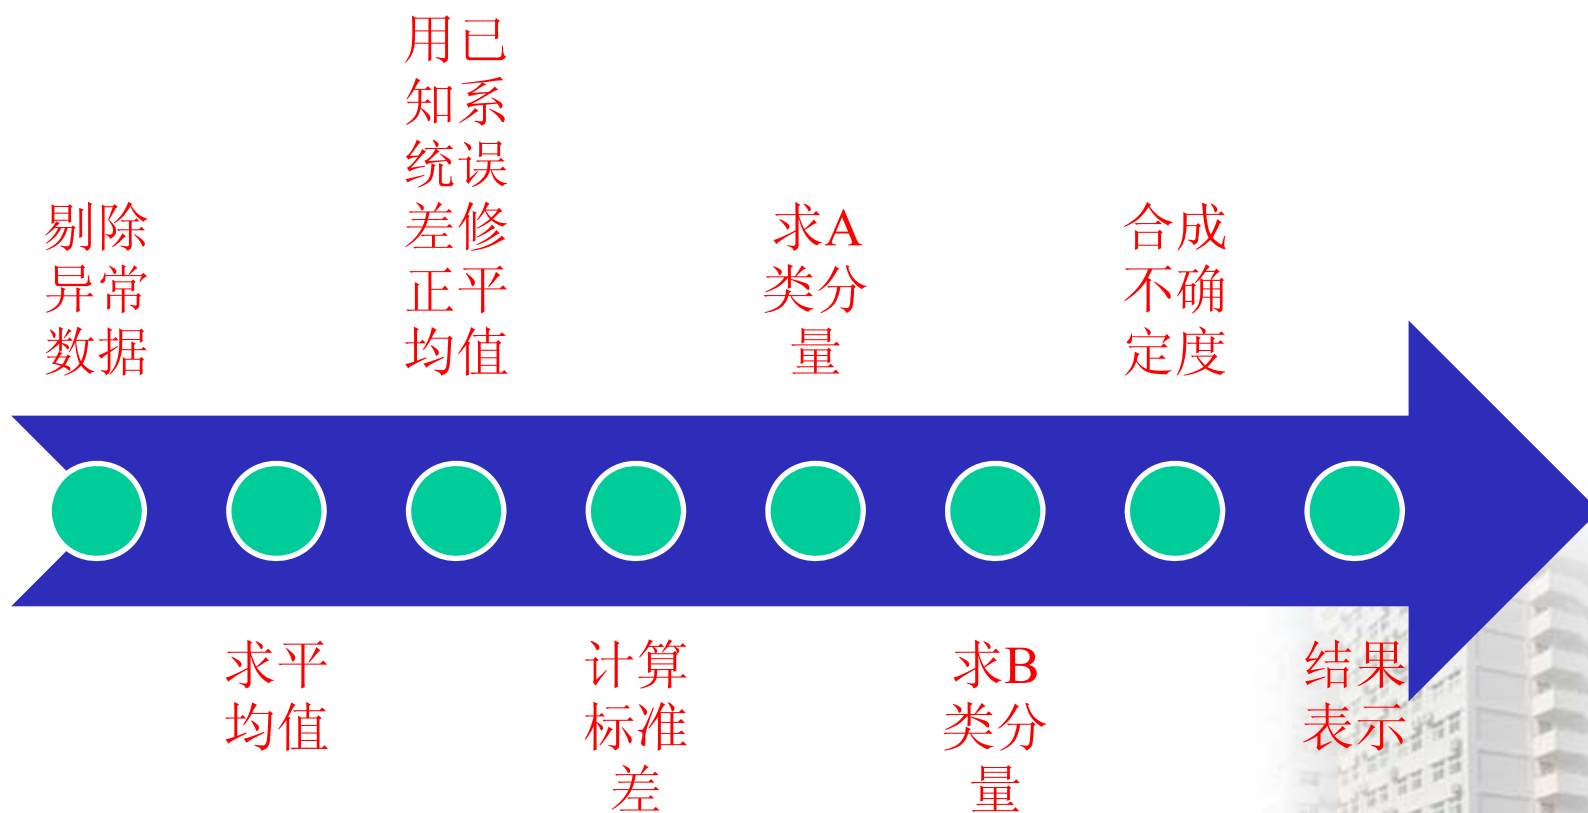 剔除
异常
数据
求平
均值
用已
知系
统误
差修
正平
均值
计算
标准
差
求A
类分
量
求B
类分
量
合成
不确
定度
结果
表示